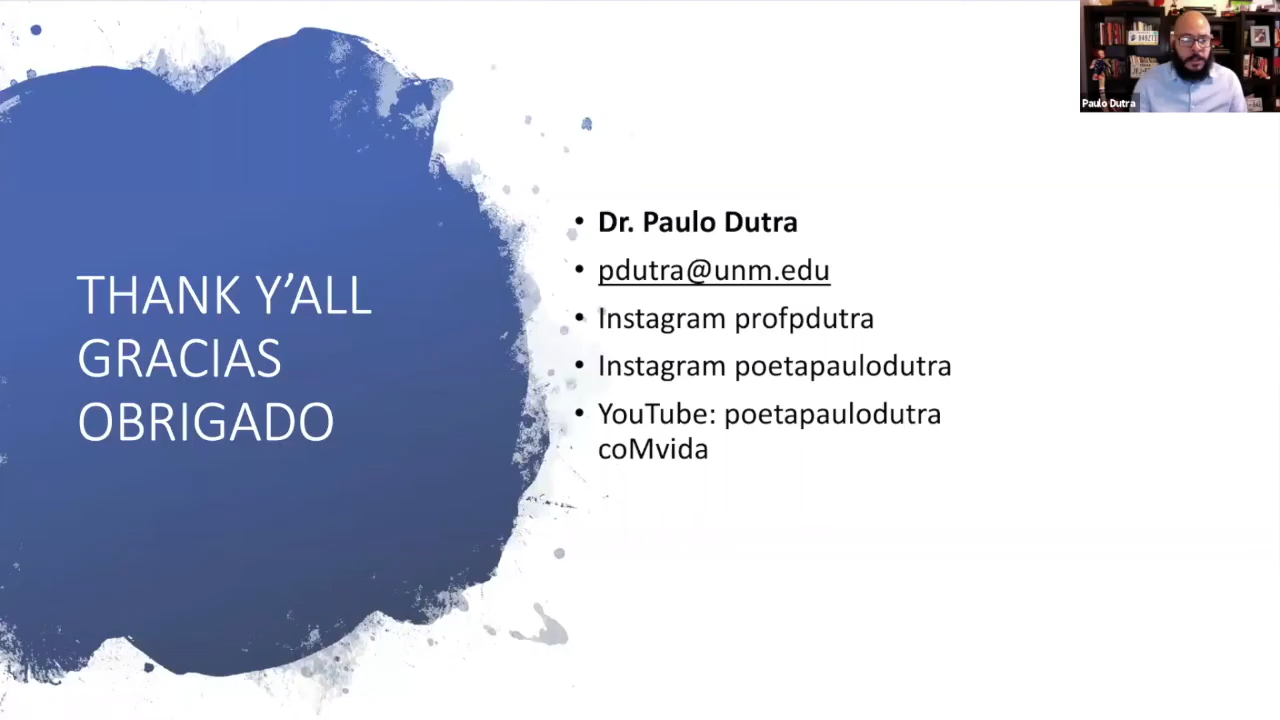 THANK Y'ALL
GRACIAS
OBRIGADO
• Dr. Paulo Dutra
• pdutra@unm.edu
• Instagram profpdutra
• Instagram poetapaulodutra
• YouTube: poetapaulodutra
coMvida
Paulo Dutra